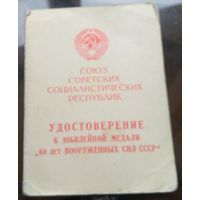 СОЮЗ
СОВЕТСКИХ
СОЦИАЛИСТИЧЕСКИХ
РЕСПУБЛИК
УДОСТОВЕРЕНИЕ
К ЮБИЛЕЙНОЙ МЕДАЛИ
„60 ЛЕТ ВООРУЖЕННЫХ СИЛ СССР"